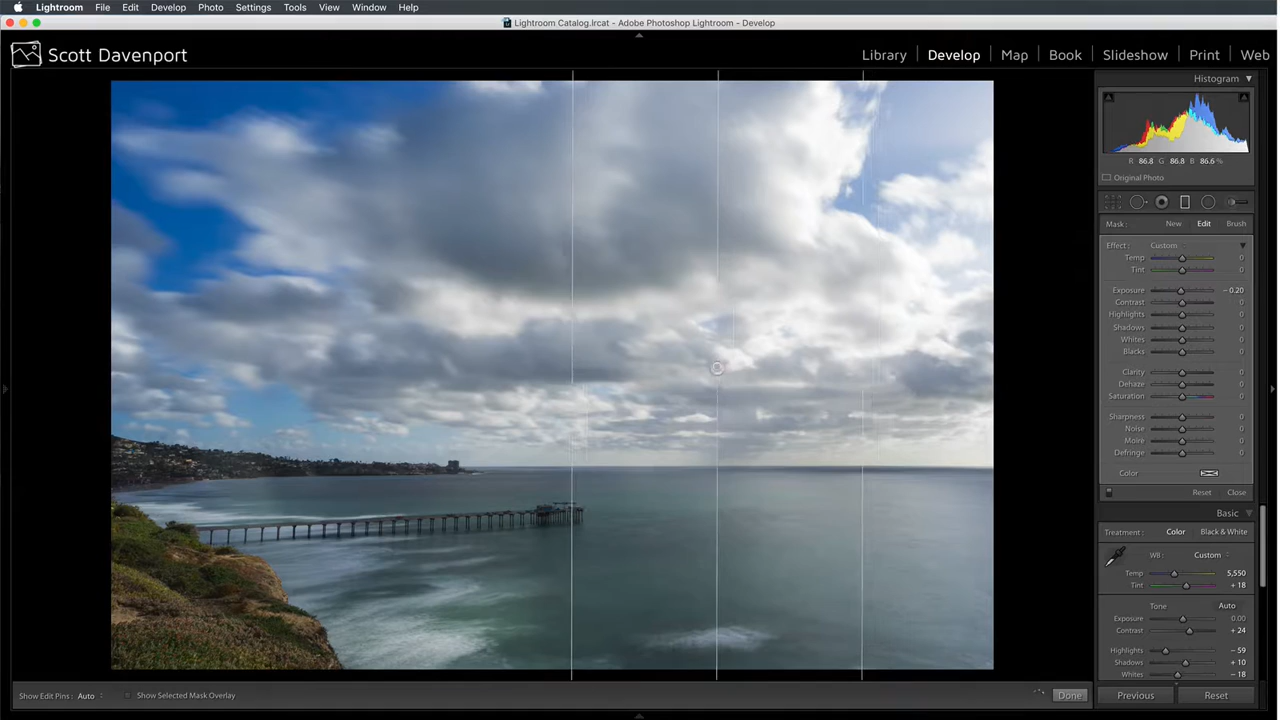 Lightroom File Edit Develop Photo Settings Tools View Window Help
Lightroom Catalog.lrcat - Adobe Photoshop Lightroom - Develop
Scott Davenport
Library | Develop | Map | Book | Slideshow | Print | Web
Histogram
R 86.8 G 86.8 B 86.6 %
Original Photo
Mask : New Edit Brush
Effect : Custom
Temp 0
Tint 0
Exposure – 0.20
Contrast 0
Highlights 0
Shadows 0
Whites 0
Blacks 0
Clarity 0
Dehaze 0
Saturation 0
Sharpness 0
Noise 0
Moire 0
Defringe 0
Color
Reset Close
Basic
Treatment : Color Black & White
WB : Custom
Temp 5,550
Tint + 18
Tone Auto
Exposure 0.00
Contrast + 24
Highlights – 59
Shadows + 10
Whites – 18
Show Edit Pins : Auto Show Selected Mask Overlay Done Previous Reset